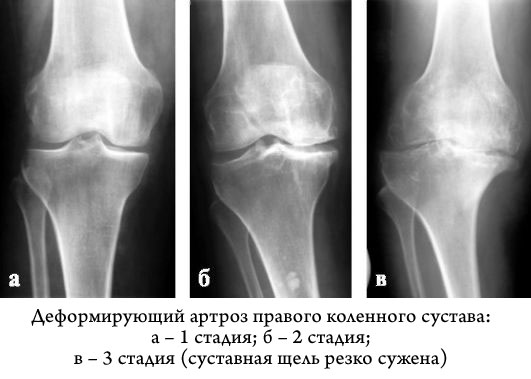 а
б
в
Деформирующий артроз правого коленного сустава:
а – 1 стадия; б – 2 стадия;
в – 3 стадия (суставная щель резко сужена)